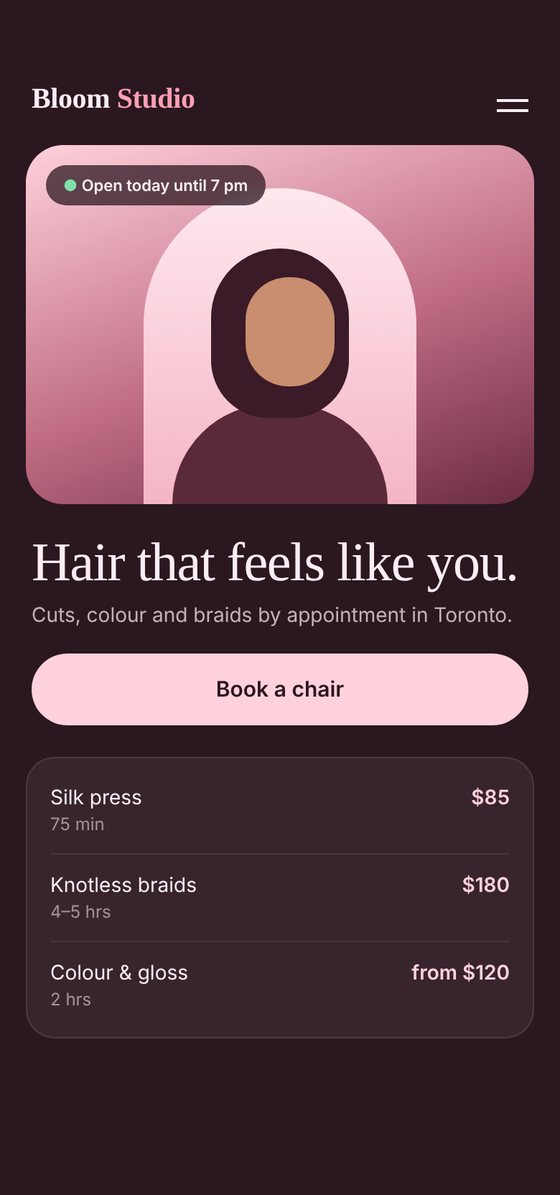 Bloom Studio
Open today until 7 pm
Hair that feels like you.
Cuts, colour and braids by appointment in Toronto.
Book a chair
Silk press $85
75 min
Knotless braids $180
4–5 hrs
Colour & gloss from $120
2 hrs